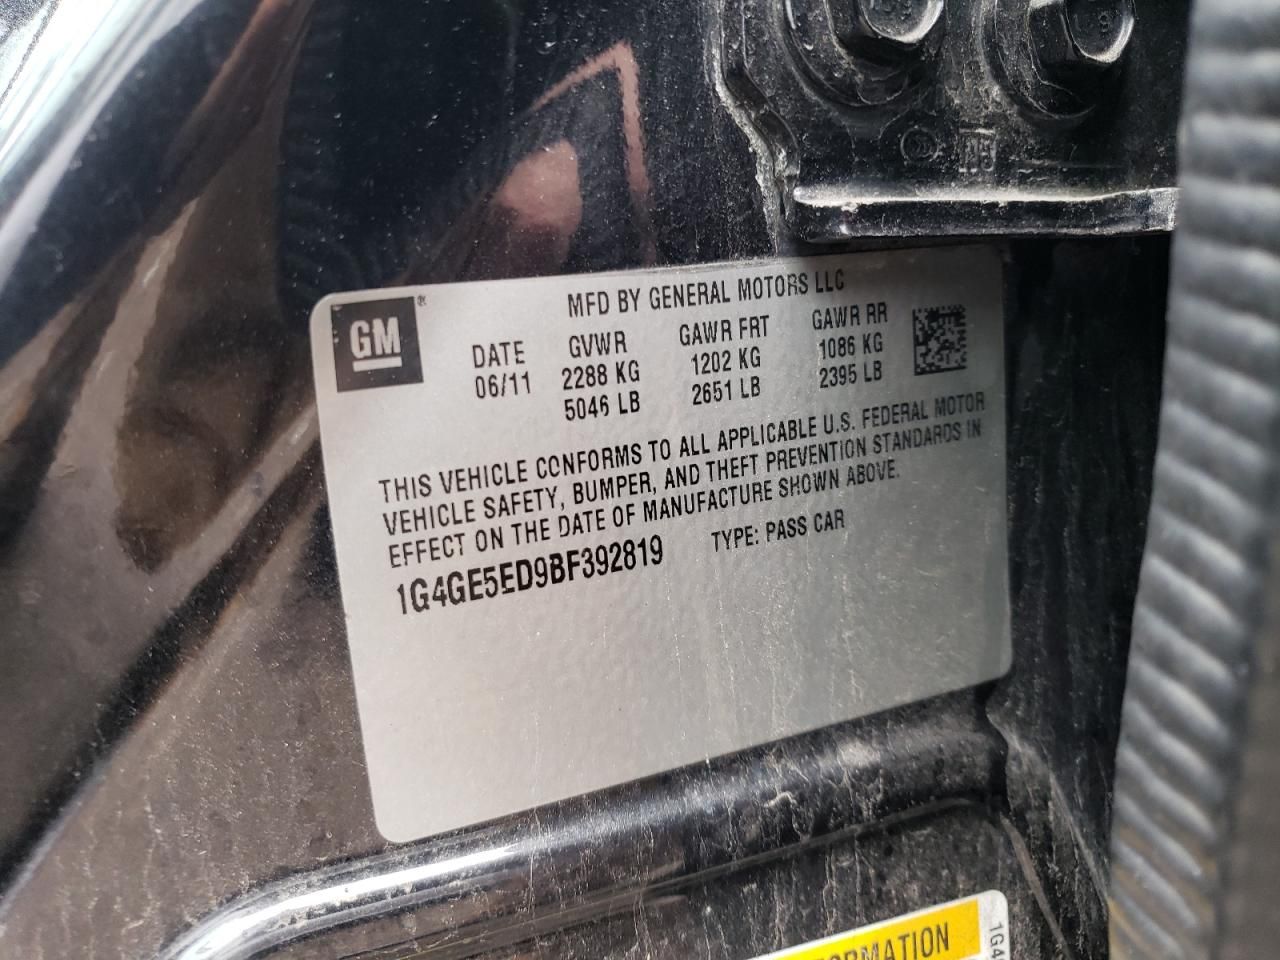 GM®
MFD BY GENERAL MOTORS LLC
DATE GVWR GAWR FRT GAWR RR
06/11 2288 KG 1202 KG 1086 KG
5046 LB 2651 LB 2395 LB
THIS VEHICLE CONFORMS TO ALL APPLICABLE U.S. FEDERAL MOTOR
VEHICLE SAFETY, BUMPER, AND THEFT PREVENTION STANDARDS IN
EFFECT ON THE DATE OF MANUFACTURE SHOWN ABOVE.
1G4GE5ED9BF392819 TYPE: PASS CAR